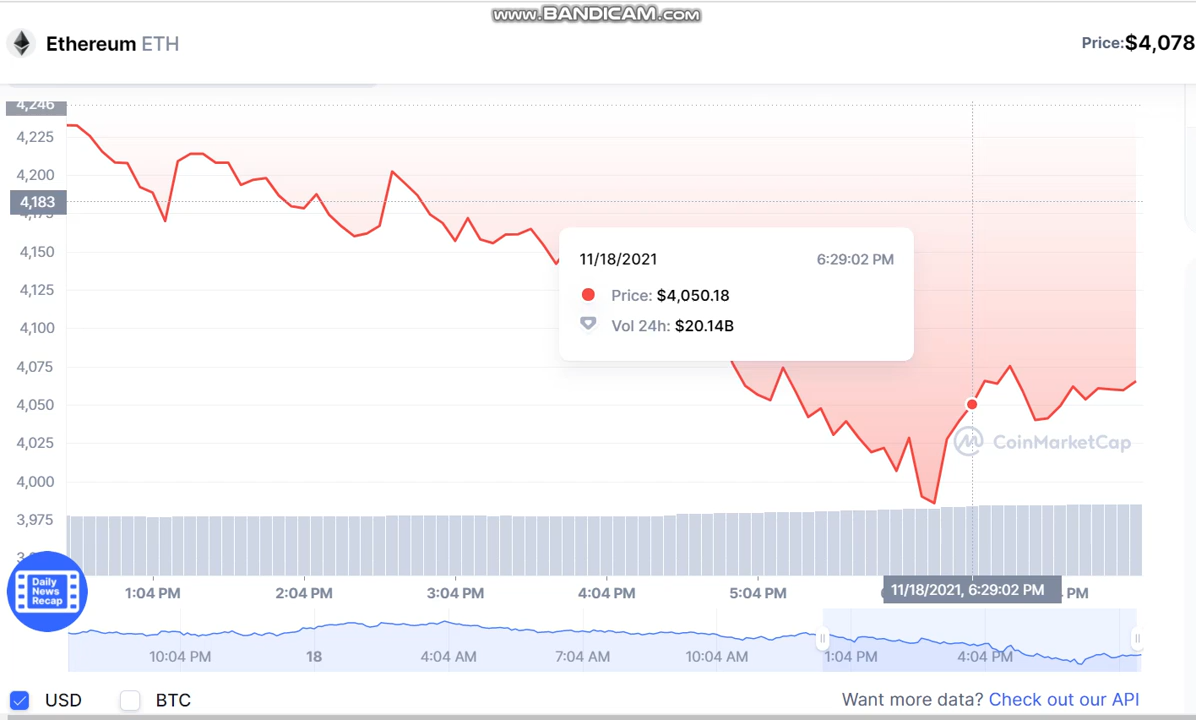 www.BANDICAM.com
Ethereum ETH
Price:$4,078
4,246
4,225
4,200
4,183
4,175
4,150
4,125
4,100
4,075
4,050
4,025
4,000
3,975
11/18/2021 6:29:02 PM
Price: $4,050.18
Vol 24h: $20.14B
CoinMarketCap
Daily
News
Recap
1:04 PM 2:04 PM 3:04 PM 4:04 PM 5:04 PM 11/18/2021, 6:29:02 PM PM
10:04 PM 18 4:04 AM 7:04 AM 10:04 AM 1:04 PM 4:04 PM
USD BTC
Want more data? Check out our API